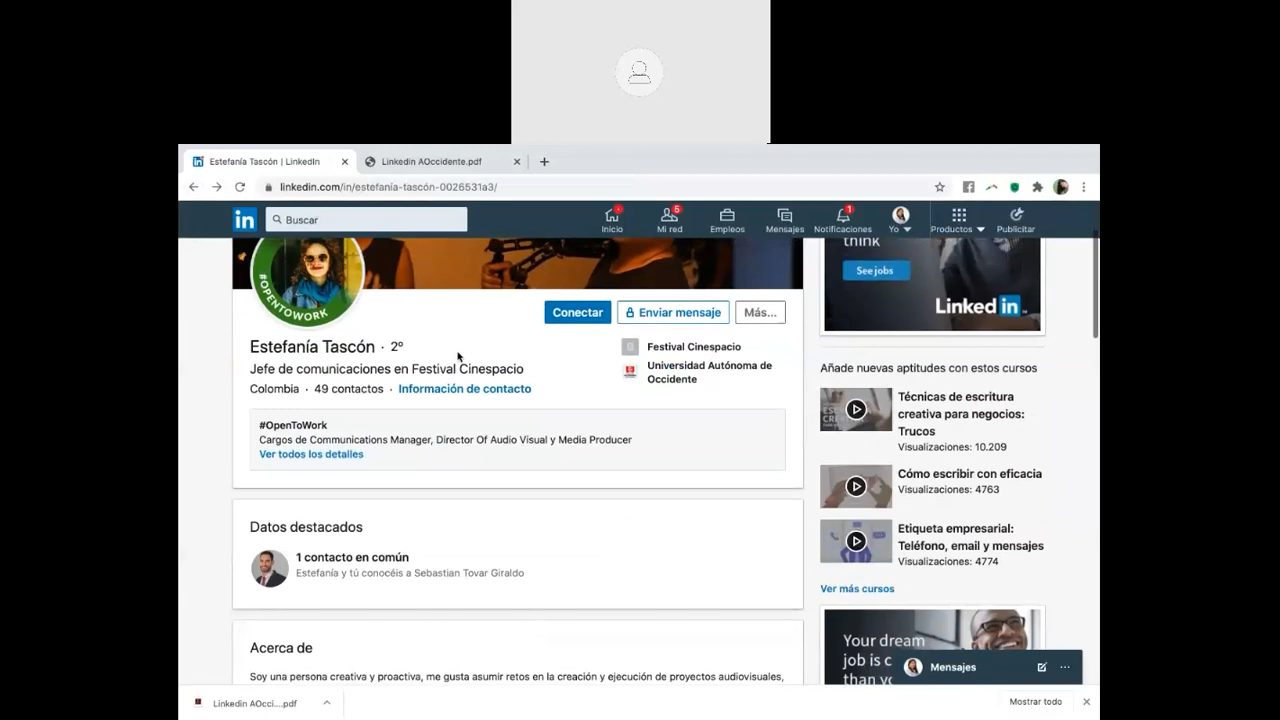 Estefanía Tascón | LinkedIn
Linkedin AOccidente.pdf
linkedin.com/in/estefanía-tascón-0026531a3/
in
Buscar
Inicio
5
Mi red
Empleos
Mensajes
1
Notificaciones
Yo
Productos
Publicitar
#OPENTOWORK
Conectar
Enviar mensaje
Más...
Estefanía Tascón · 2º
Jefe de comunicaciones en Festival Cinespacio
Colombia · 49 contactos · Información de contacto
Festival Cinespacio
Universidad Autónoma de
Occidente
#OpenToWork
Cargos de Communications Manager, Director Of Audio Visual y Media Producer
Ver todos los detalles
Datos destacados
1 contacto en común
Estefanía y tú conocéis a Sebastian Tovar Giraldo
Acerca de
Soy una persona creativa y proactiva, me gusta asumir retos en la creación y ejecución de proyectos audiovisuales,
think
See jobs
Linked in
Añade nuevas aptitudes con estos cursos
Técnicas de escritura
creativa para negocios:
Trucos
Visualizaciones: 10.209
Cómo escribir con eficacia
Visualizaciones: 4763
Etiqueta empresarial:
Teléfono, email y mensajes
Visualizaciones: 4774
Ver más cursos
Your dream
job is c
than yo
Mensajes
Linkedin AOcci....pdf
Mostrar todo